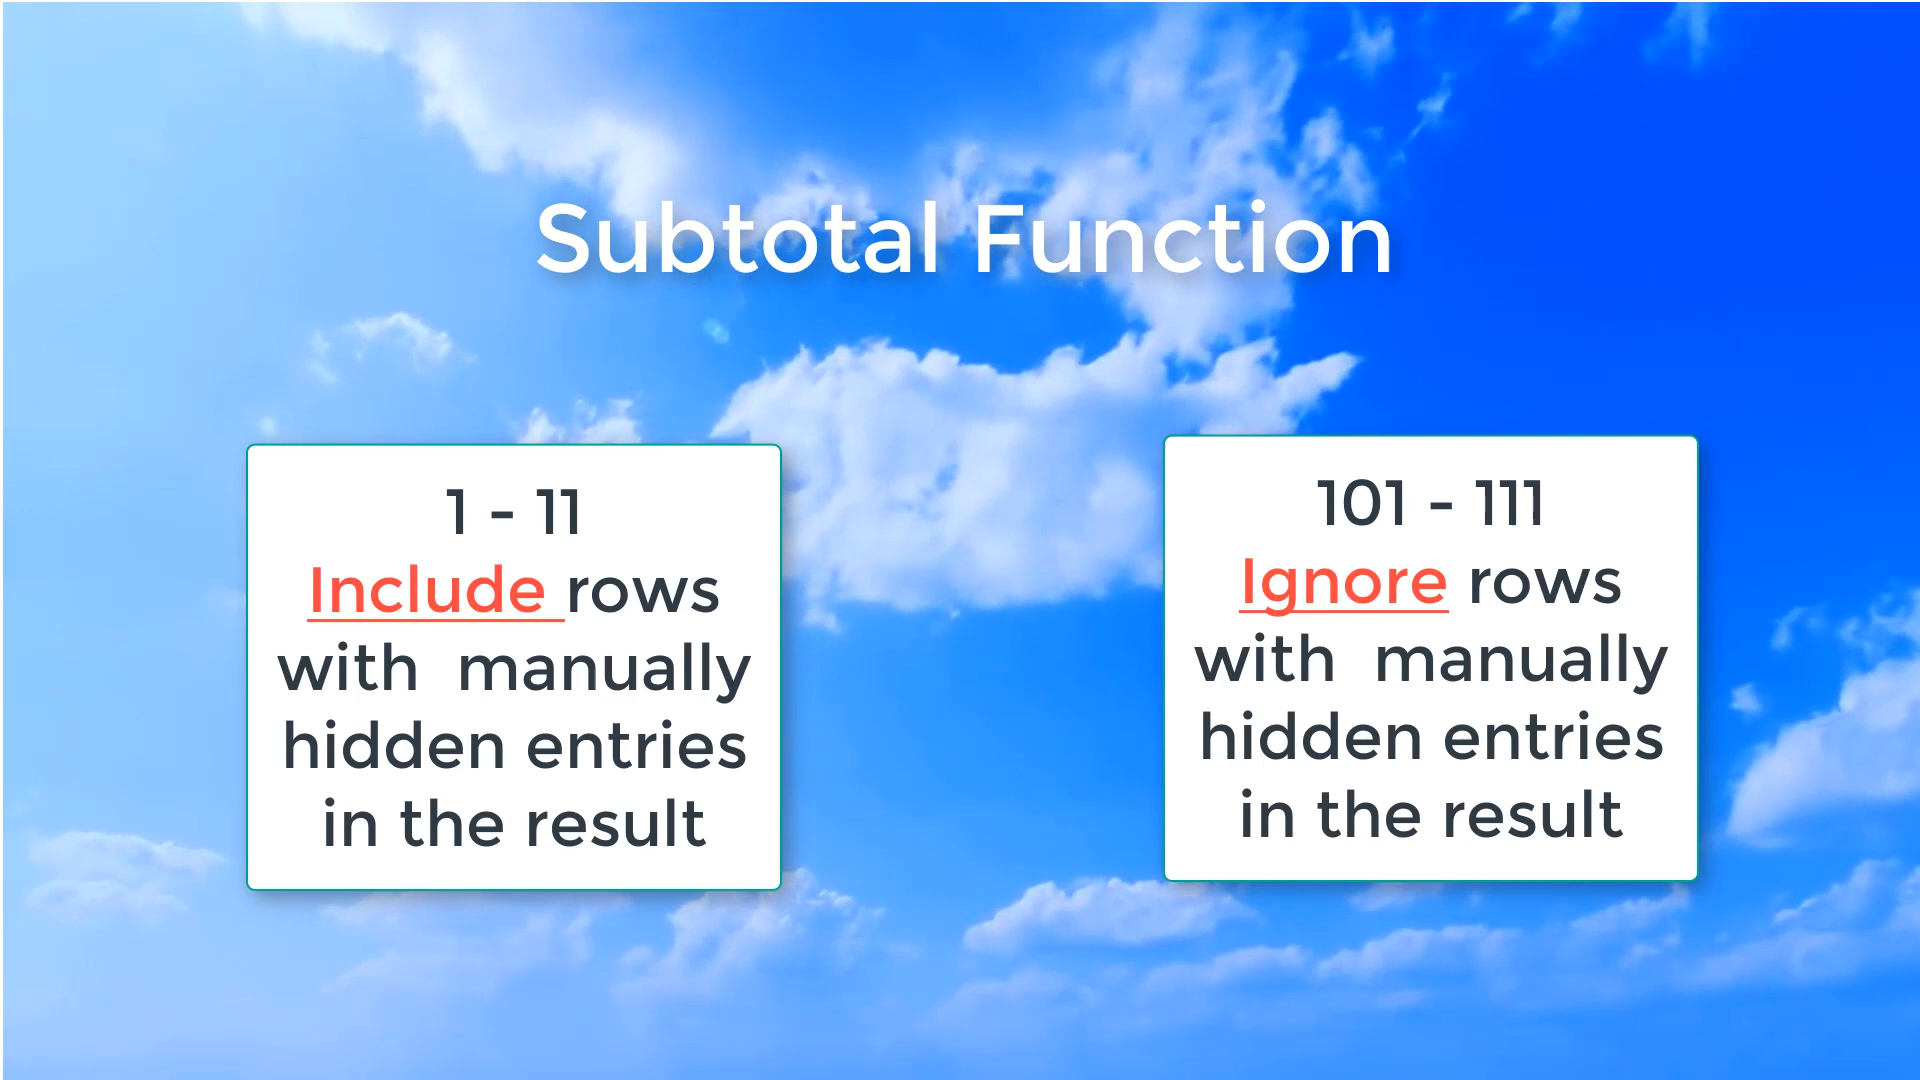 Subtotal Function
1 - 11
Include rows
with manually
hidden entries
in the result
101 - 111
Ignore rows
with manually
hidden entries
in the result